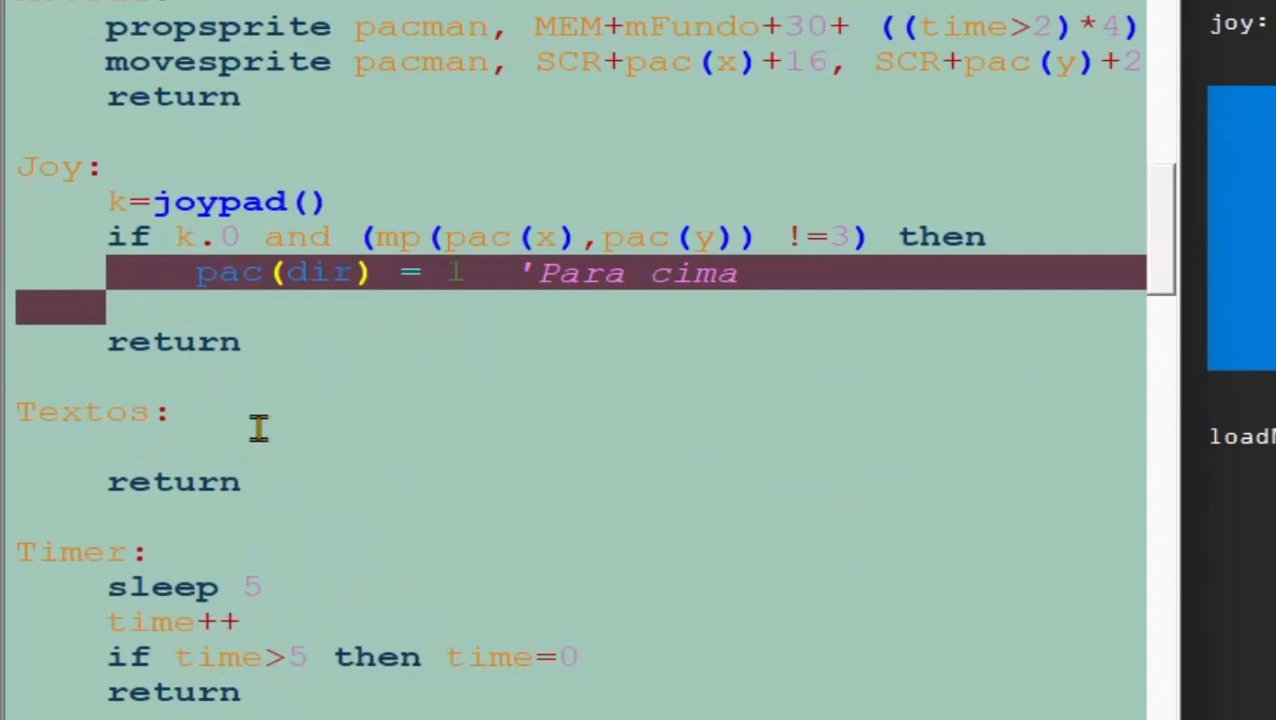 propsprite pacman, MEM+mFundo+30+ ((time>2)*4)
movesprite pacman, SCR+pac(x)+16, SCR+pac(y)+2
return
Joy:
k=joypad()
if k.0 and (mp(pac(x),pac(y)) !=3) then
pac(dir) = 1 'Para cima
return
Textos:
return
Timer:
sleep 5
time++
if time>5 then time=0
return
joy: